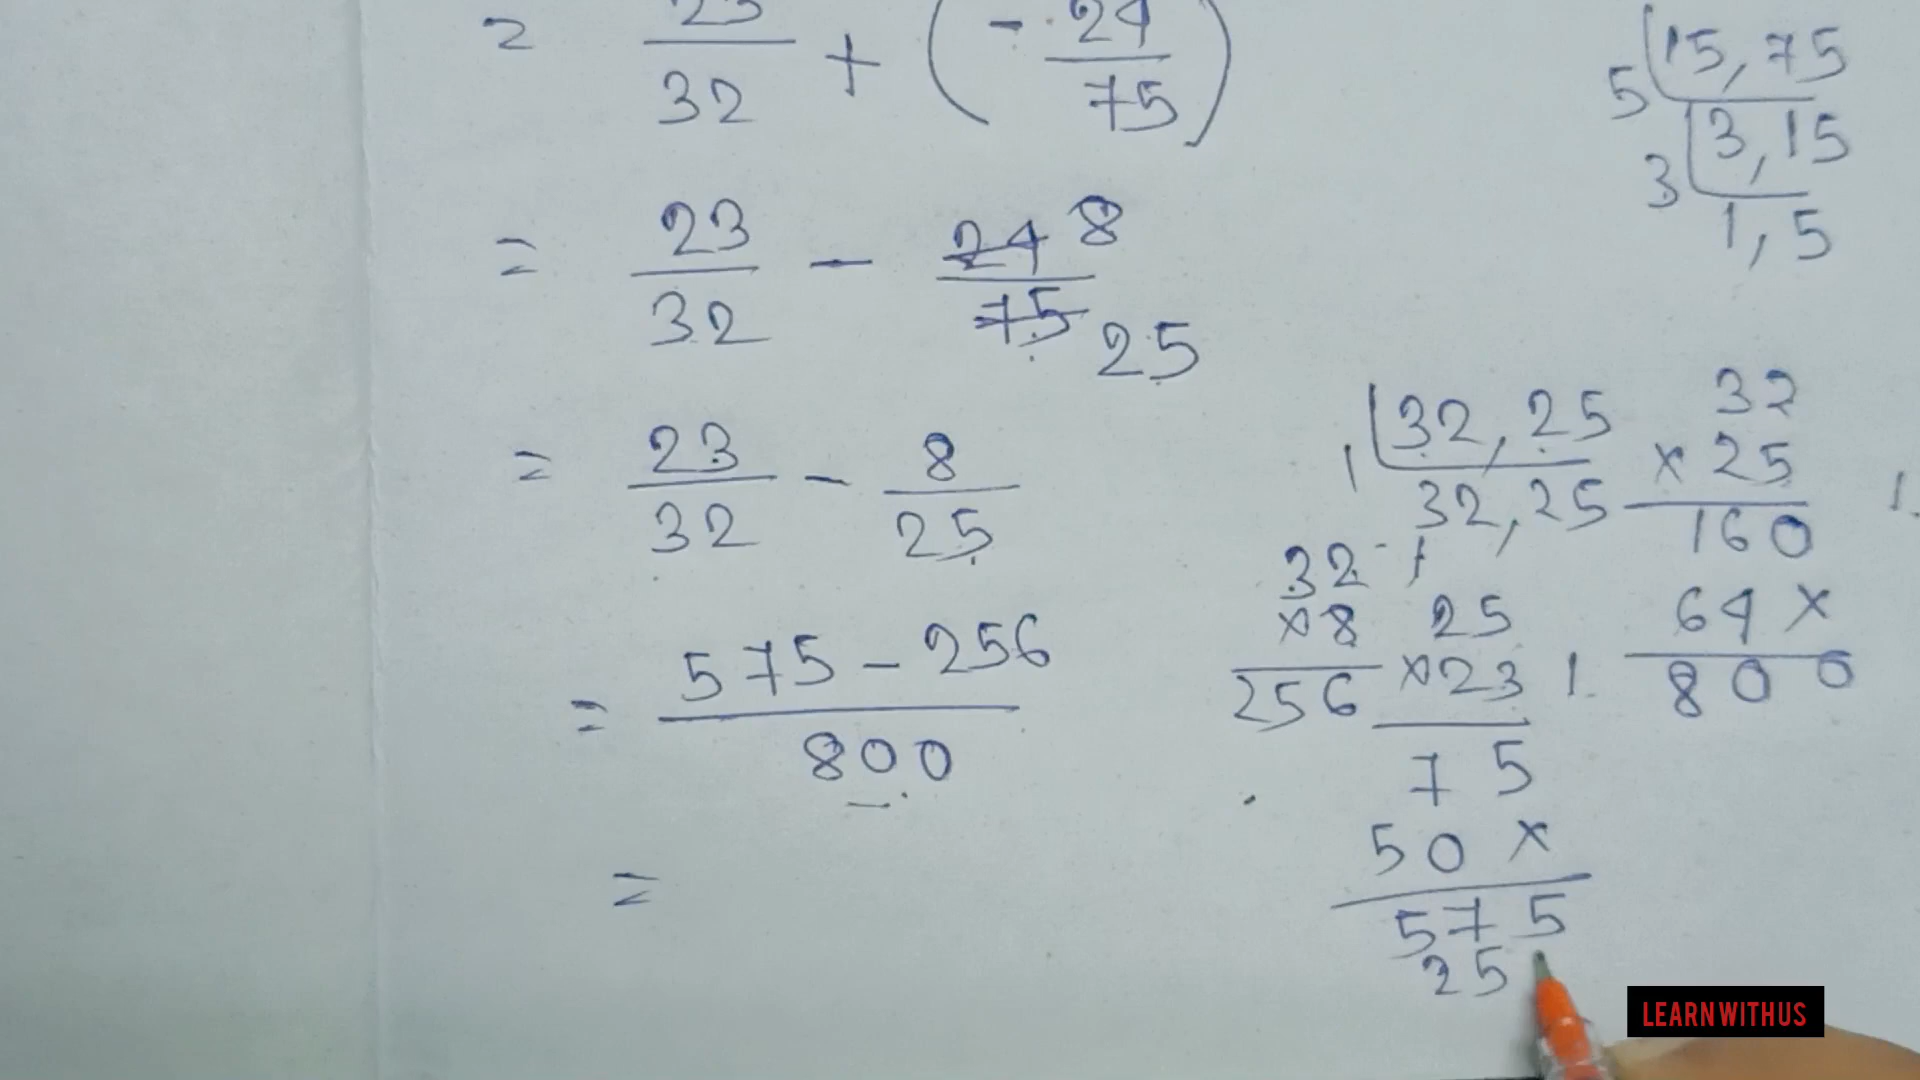 = 23/32 + (- 24/75)
= 23/32 - 24/75 8 25
= 23/32 - 8/25
= 575 - 256 / 800
=
5 | 15, 75
3 | 3, 15
1, 5
1 | 32, 25
32, 25
32
× 25
160
64 ×
800
32
× 8
256
25
× 23
75
50 ×
575
25
1.
LEARN WITH US